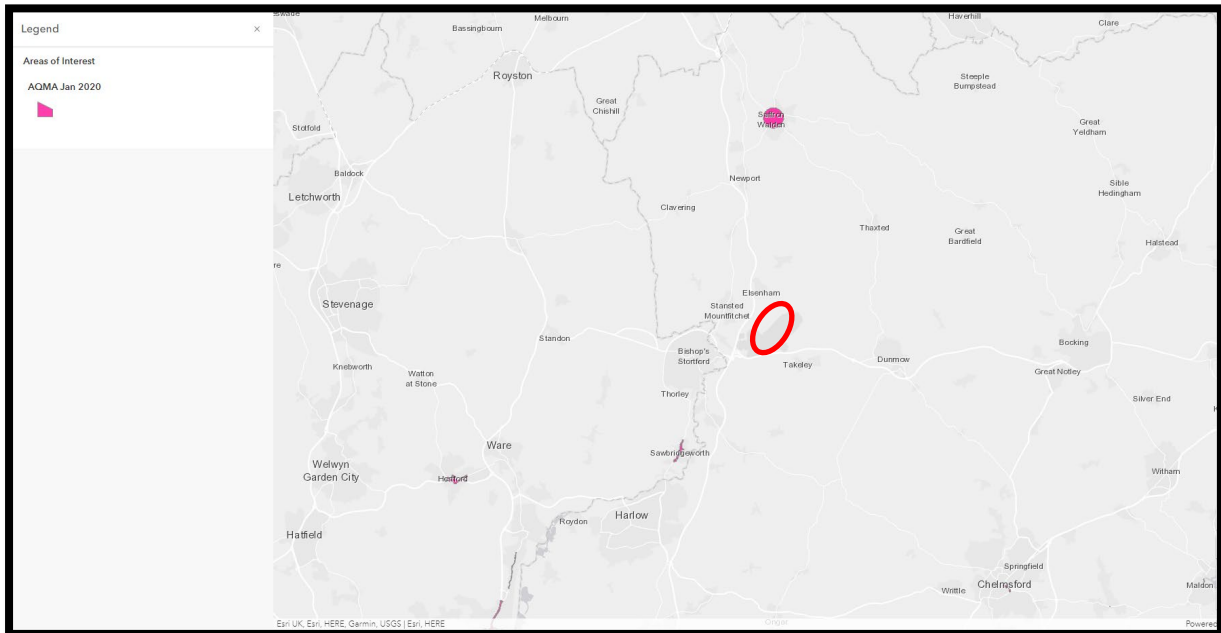 Legend ×
Areas of Interest
AQMA Jan 2020
Melbourn
Bassingbourn
Haverhill
Clare
Royston
Steeple
Bumpstead
Great
Chishill
Saffron
Walden
Great
Yeldham
Stotfold
Baldock
Letchworth
Newport
Sible
Hedingham
Clavering
Thaxted
Great
Bardfield
Halstead
re
Stevenage
Elsenham
Stansted
Mountfitchet
Standon
Bishop's
Stortford
Takeley
Dunmow
Bocking
Great Notley
Knebworth
Watton
at Stone
Thorley
Silver End
Ware
Sawbridgeworth
Welwyn
Garden City
Hertford
Witham
Hatfield
Roydon
Harlow
Springfield
Chelmsford
Writtle
Maldon
Ongar
Esri UK, Esri, HERE, Garmin, USGS | Esri, HERE
Powered